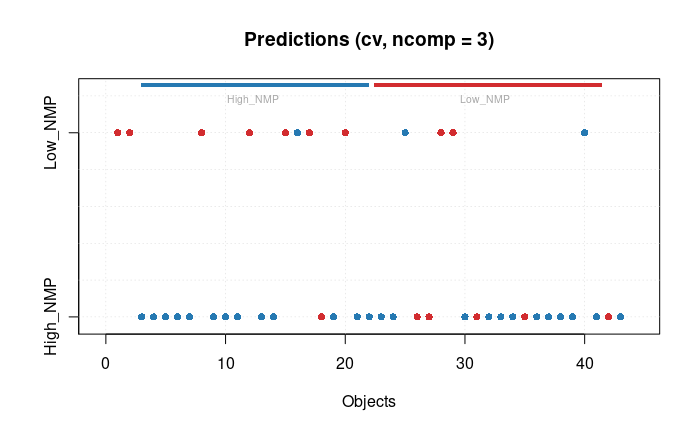 Predictions (cv, ncomp = 3)
High_NMP Low_NMP
Low_NMP
High_NMP
0 10 20 30 40
Objects